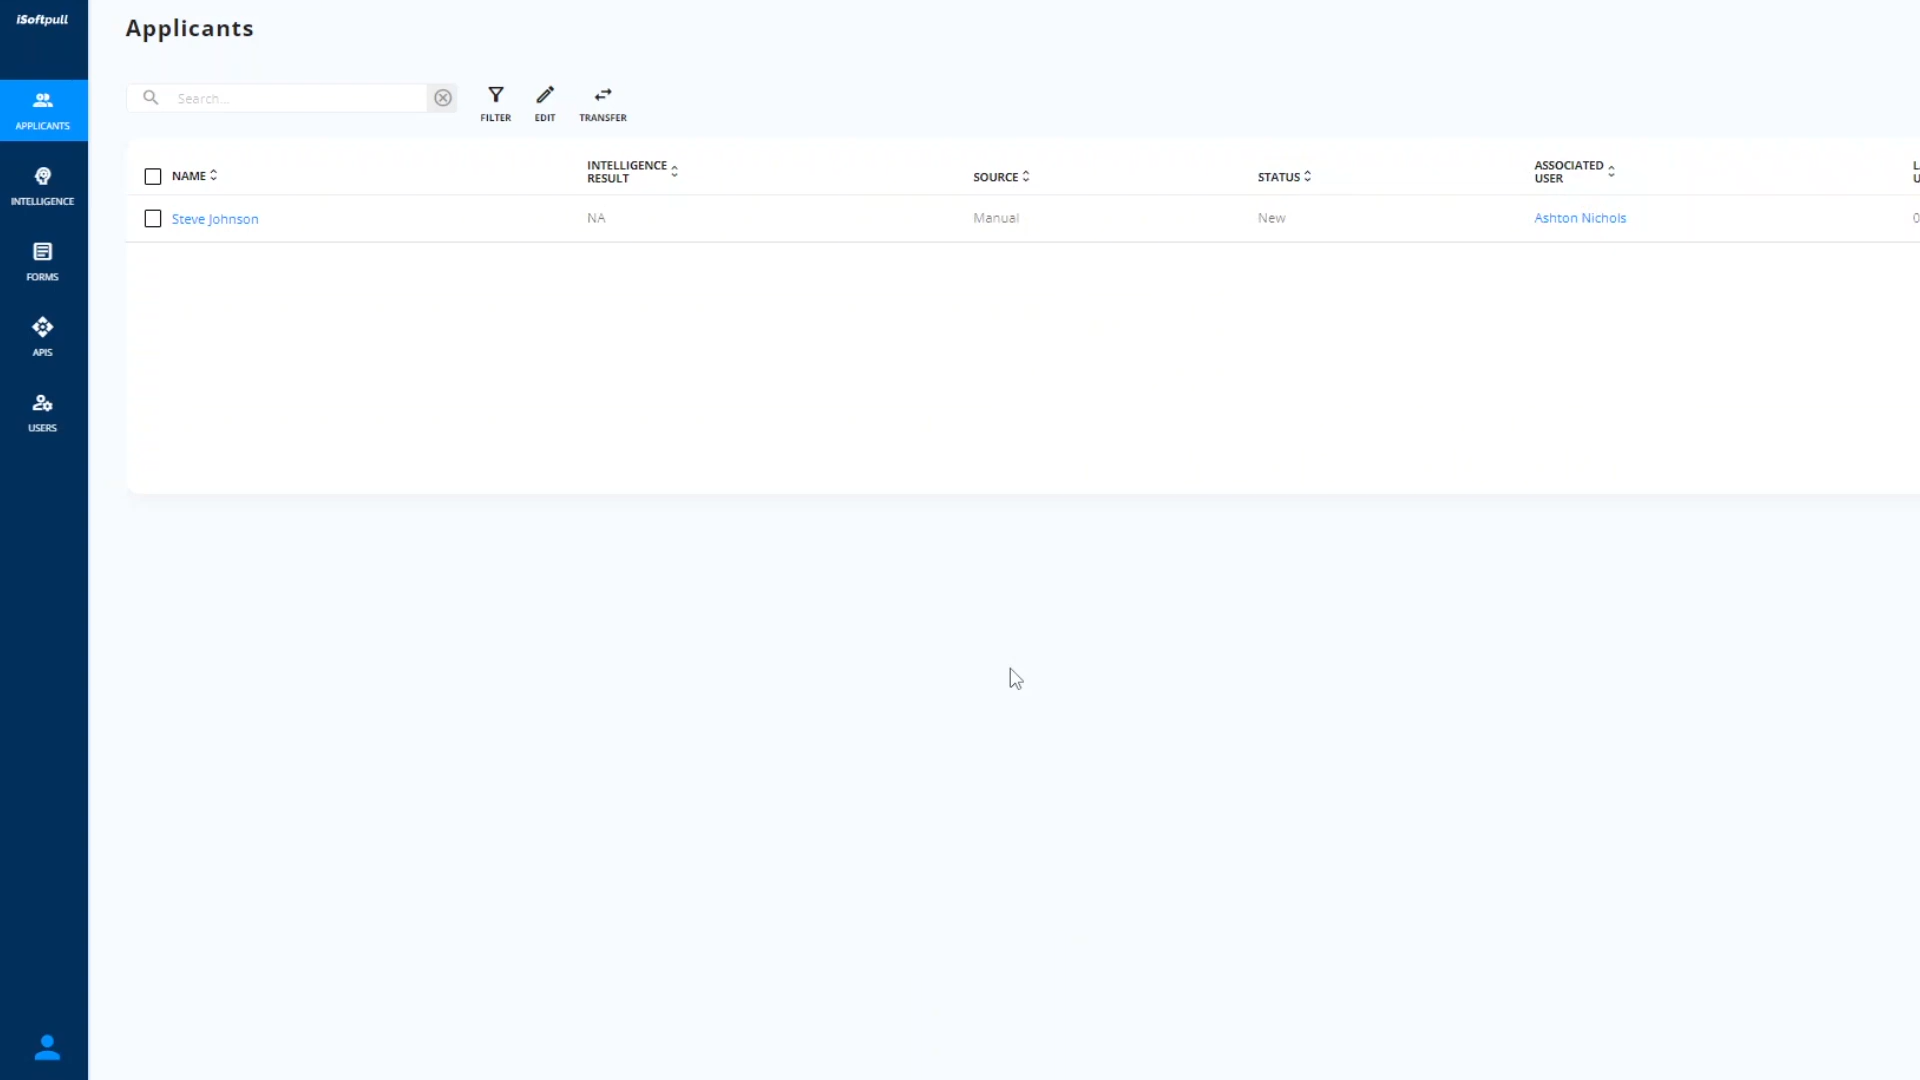 iSoftpull
Applicants
Search...
FILTER
EDIT
TRANSFER
APPLICANTS
INTELLIGENCE
FORMS
APIS
USERS
NAME
INTELLIGENCE
RESULT
SOURCE
STATUS
ASSOCIATED
USER
Steve Johnson
NA
Manual
New
Ashton Nichols